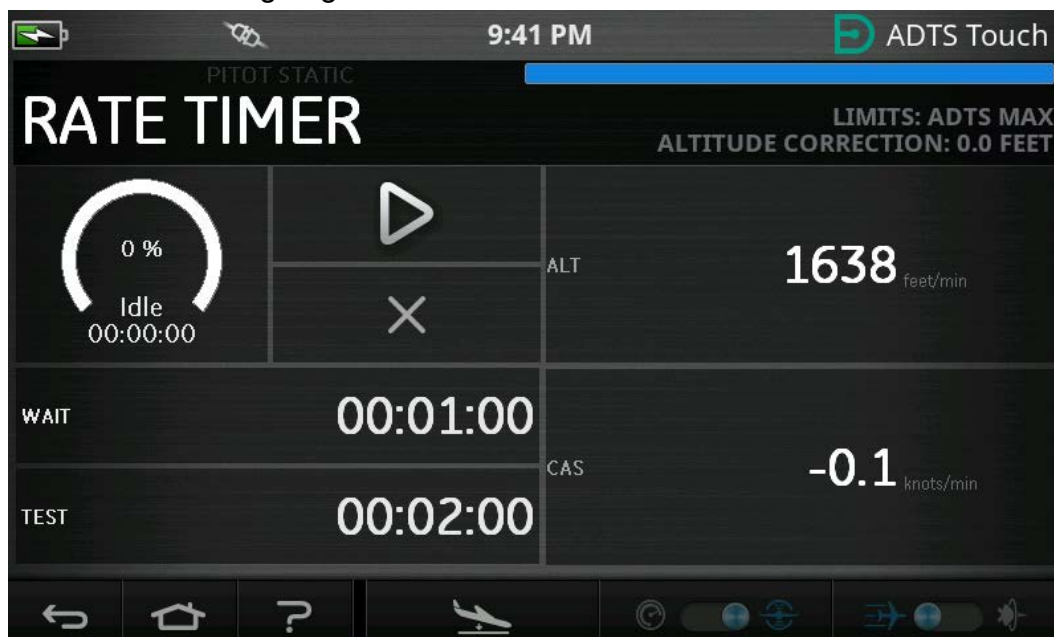 9:41 PM
ADTS Touch
PITOT STATIC
RATE TIMER
LIMITS: ADTS MAX
ALTITUDE CORRECTION: 0.0 FEET
0 %
Idle
00:00:00
ALT
1638 feet/min
WAIT
00:01:00
CAS
-0.1 knots/min
TEST
00:02:00